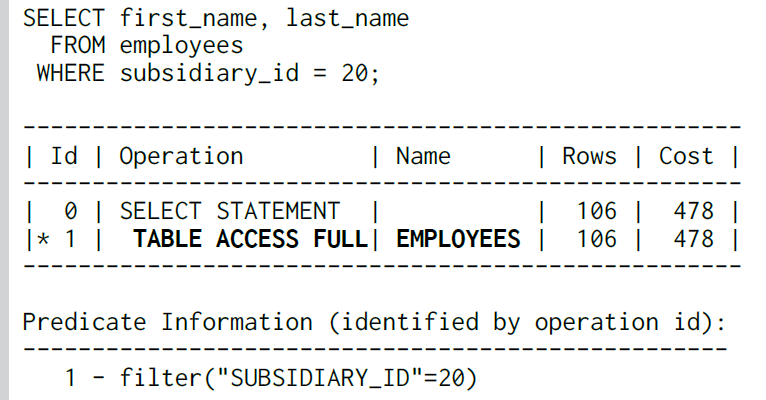 SELECT first_name, last_name
  FROM employees
 WHERE subsidiary_id = 20;
----------------------------------------------------
| Id | Operation         | Name      | Rows | Cost |
----------------------------------------------------
|  0 | SELECT STATEMENT  |           |  106 |  478 |
|* 1 |  TABLE ACCESS FULL| EMPLOYEES |  106 |  478 |
----------------------------------------------------
Predicate Information (identified by operation id):
---------------------------------------------------
   1 - filter("SUBSIDIARY_ID"=20)